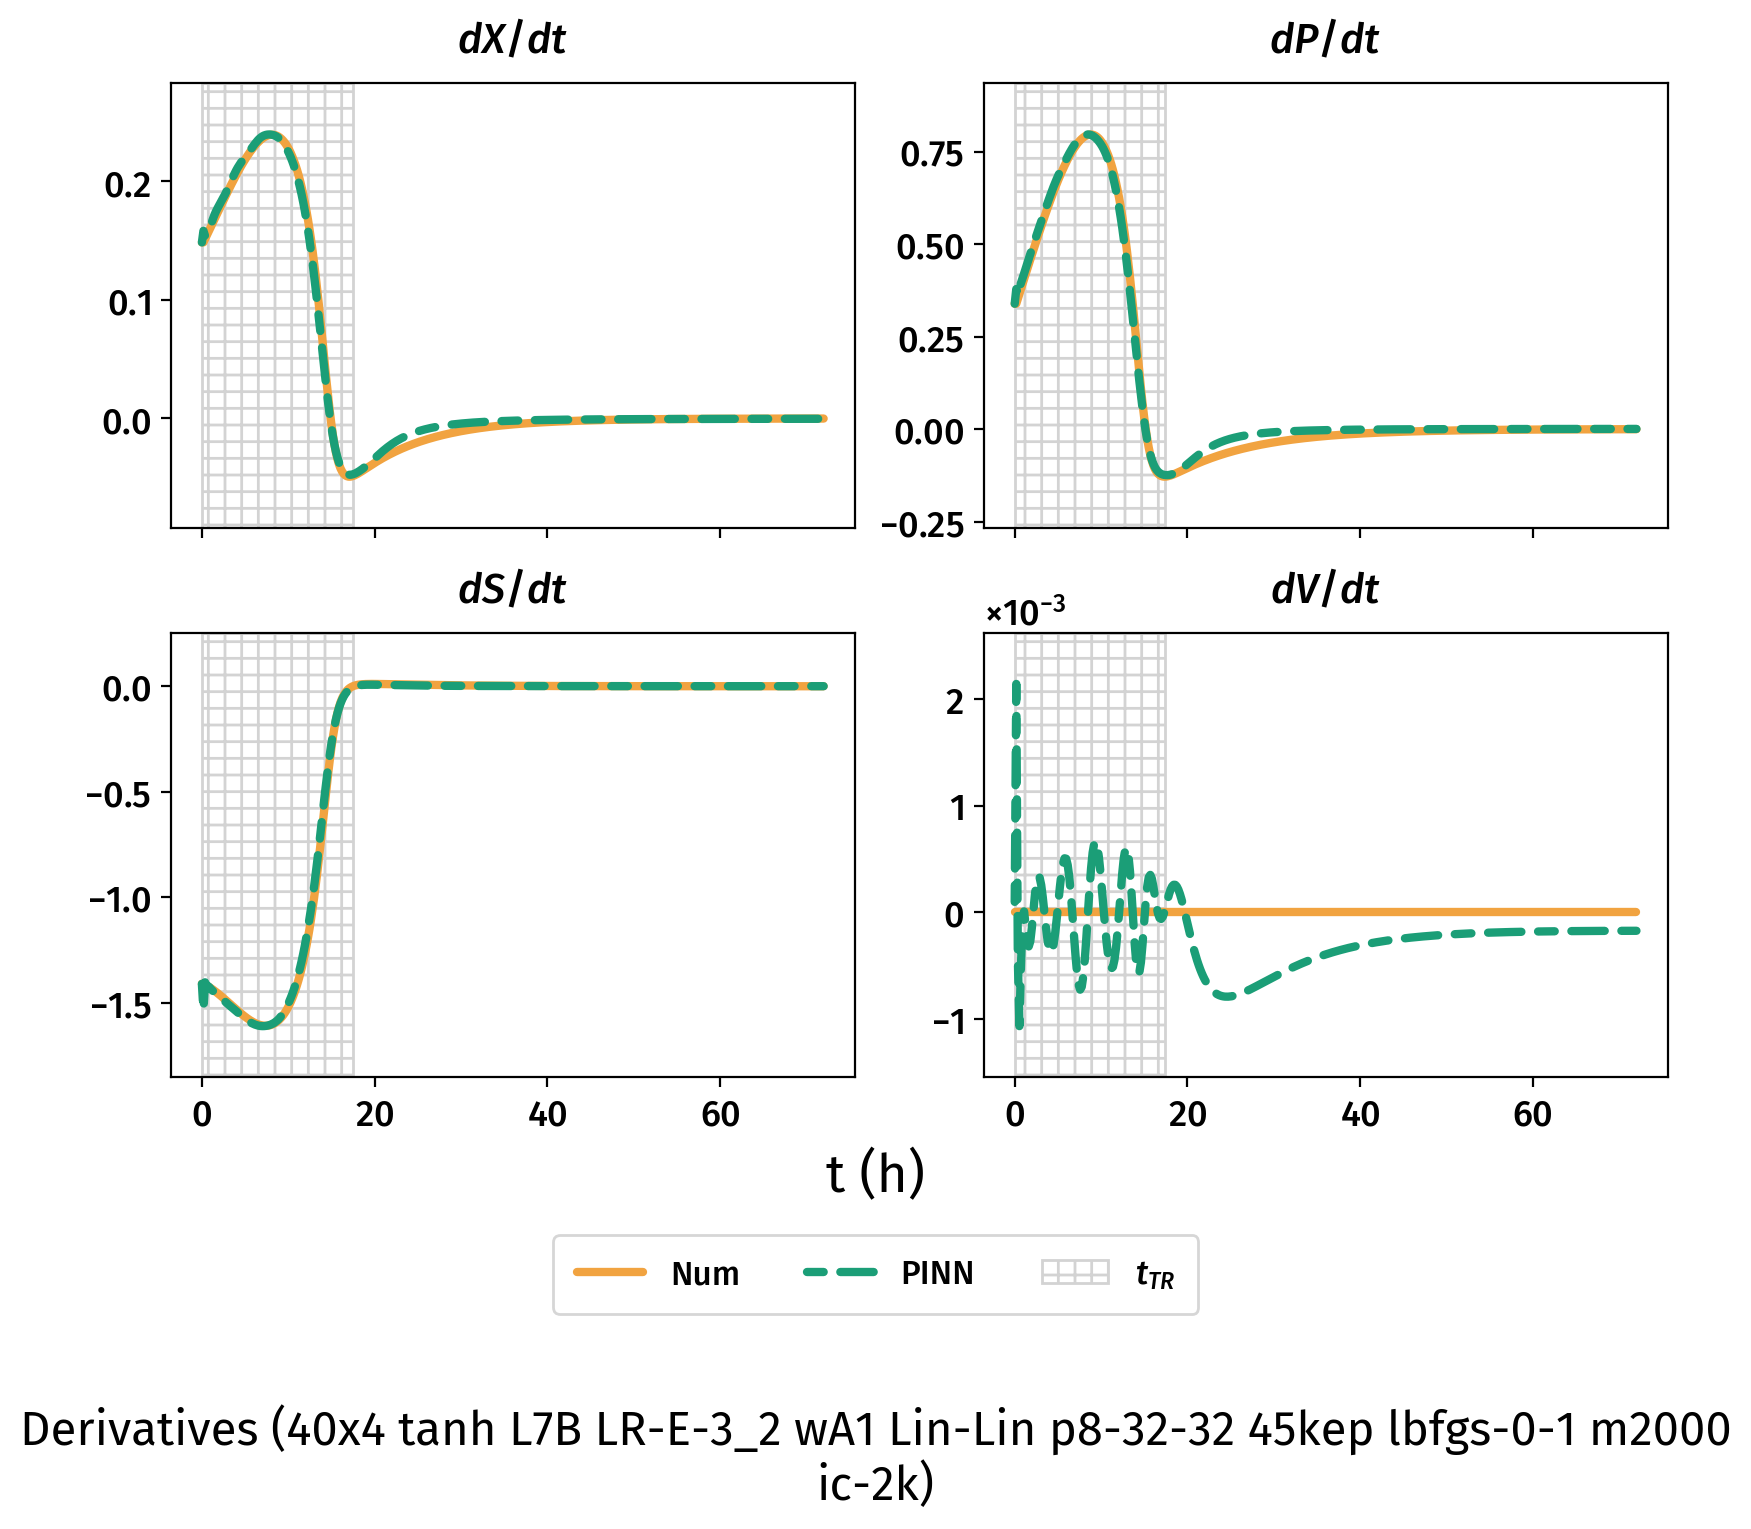 dX/dt
0.2
0.1
0.0
dP/dt
0.75
0.50
0.25
0.00
−0.25
dS/dt
0.0
−0.5
−1.0
−1.5
0 20 40 60
dV/dt
×10⁻³
2
1
0
−1
0 20 40 60
t (h)
Num PINN t_TR
Derivatives (40x4 tanh L7B LR-E-3_2 wA1 Lin-Lin p8-32-32 45kep lbfgs-0-1 m2000
ic-2k)